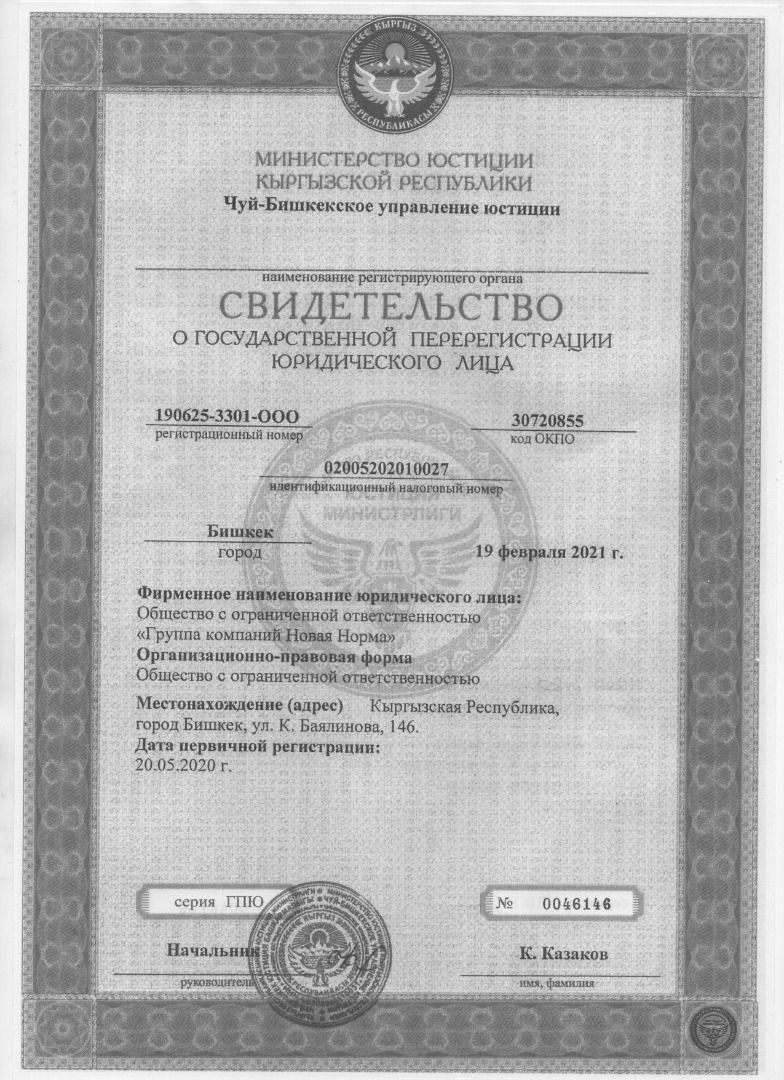 КЫРГЫЗ
РЕСПУБЛИКАСЫ
МИНИСТЕРСТВО ЮСТИЦИИ
КЫРГЫЗСКОЙ РЕСПУБЛИКИ
Чуй-Бишкекское управление юстиции
наименование регистрирующего органа
СВИДЕТЕЛЬСТВО
О ГОСУДАРСТВЕННОЙ ПЕРЕРЕГИСТРАЦИИ
ЮРИДИЧЕСКОГО ЛИЦА
190625-3301-ООО
30720855
регистрационный номер
код ОКПО
02005202010027
идентификационный налоговый номер
МИНИСТРЛИГИ
Бишкек
город
19 февраля 2021 г.
Фирменное наименование юридического лица:
Общество с ограниченной ответственностью
«Группа компаний Новая Норма»
Организационно-правовая форма
Общество с ограниченной ответственностью
Местонахождение (адрес) Кыргызская Республика,
город Бишкек, ул. К. Баялинова, 146.
Дата первичной регистрации:
20.05.2020 г.
серия ГПЮ
№ 0046146
Начальник
К. Казаков
руководитель
имя, фамилия